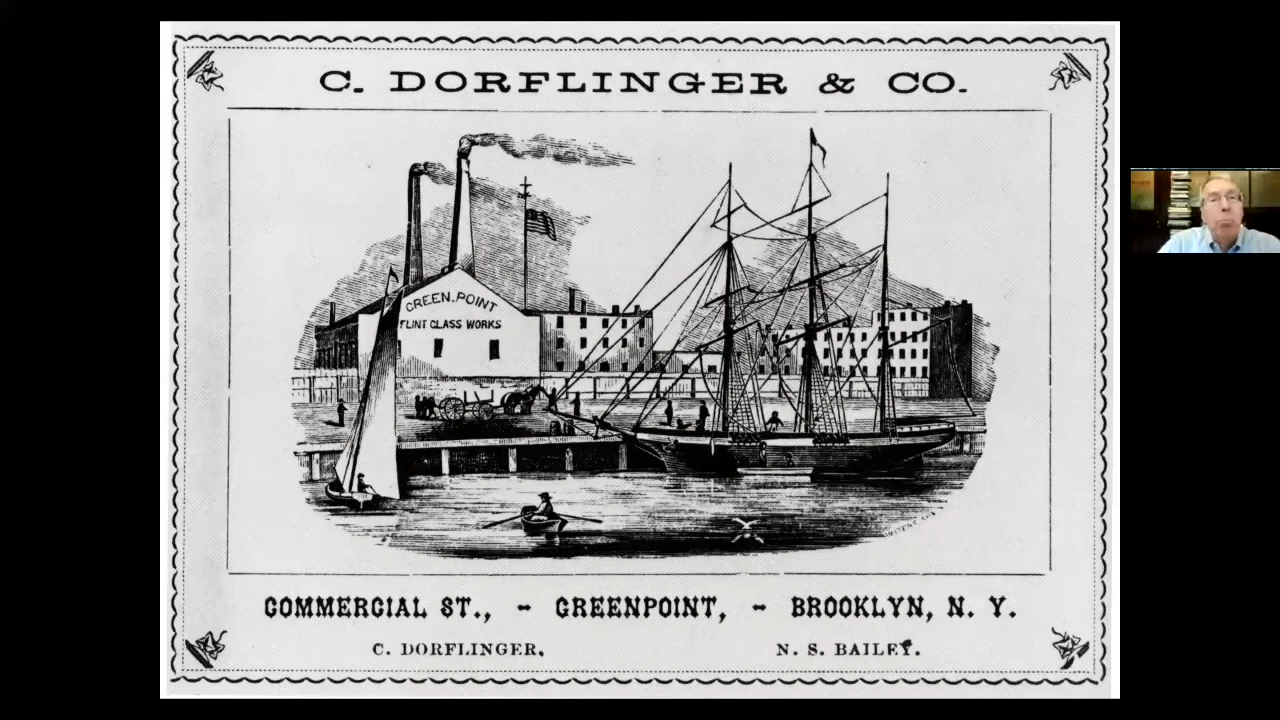 C. DORFLINGER & CO.
GREEN.POINT
FLINT GLASS WORKS
COMMERCIAL ST., - GREENPOINT, - BROOKLYN, N. Y.
C. DORFLINGER. N. S. BAILEY.